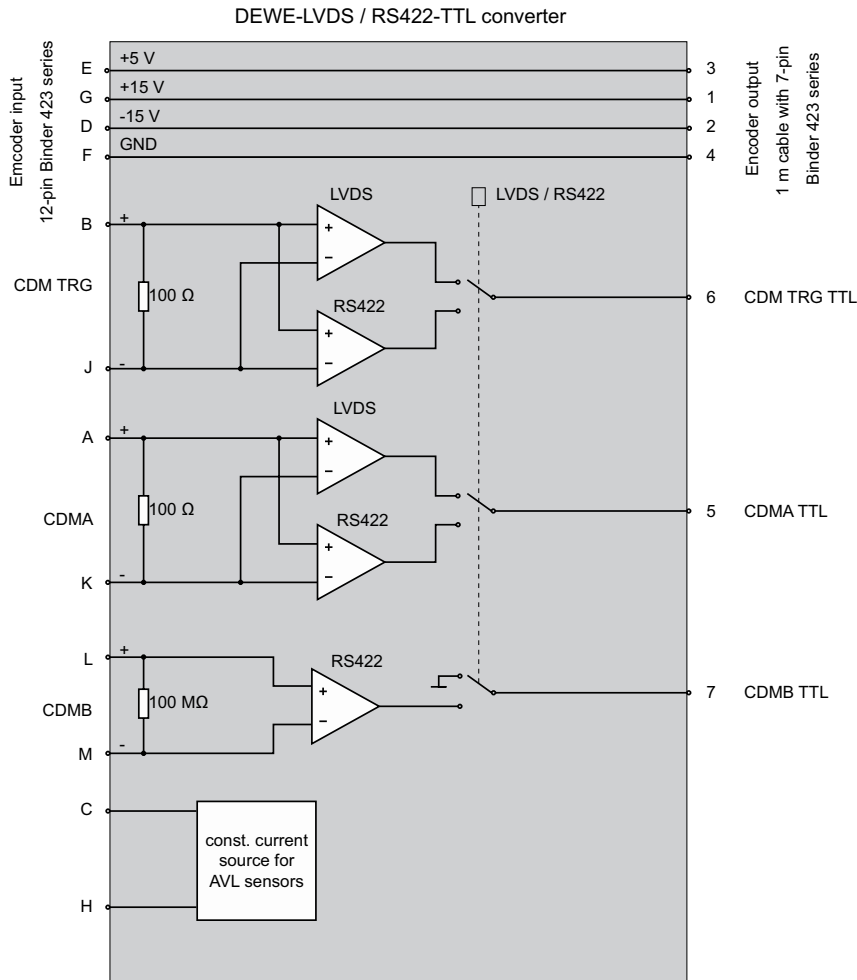 DEWE-LVDS / RS422-TTL converter
Emcoder input
12-pin Binder 423 series
Encoder output
1 m cable with 7-pin
Binder 423 series
E +5 V 3
G +15 V 1
D -15 V 2
F GND 4
LVDS
LVDS / RS422
B +
+
−
CDM TRG
100 Ω
6 CDM TRG TTL
RS422
+
−
J -
LVDS
A +
+
−
CDMA
100 Ω
5 CDMA TTL
RS422
+
−
K -
L +
RS422
+
−
CDMB
100 MΩ
7 CDMB TTL
M -
C
const. current
source for
AVL sensors
H